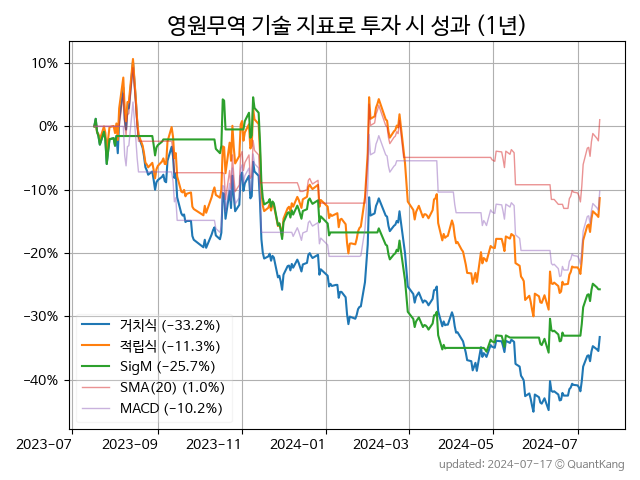 영원무역 기술 지표로 투자 시 성과 (1년)
10%
0%
−10%
−20%
−30%
−40%
거치식 (−33.2%)
적립식 (−11.3%)
SigM (−25.7%)
SMA(20) (1.0%)
MACD (−10.2%)
2023-07 2023-09 2023-11 2024-01 2024-03 2024-05 2024-07
updated: 2024-07-17 © QuantKang